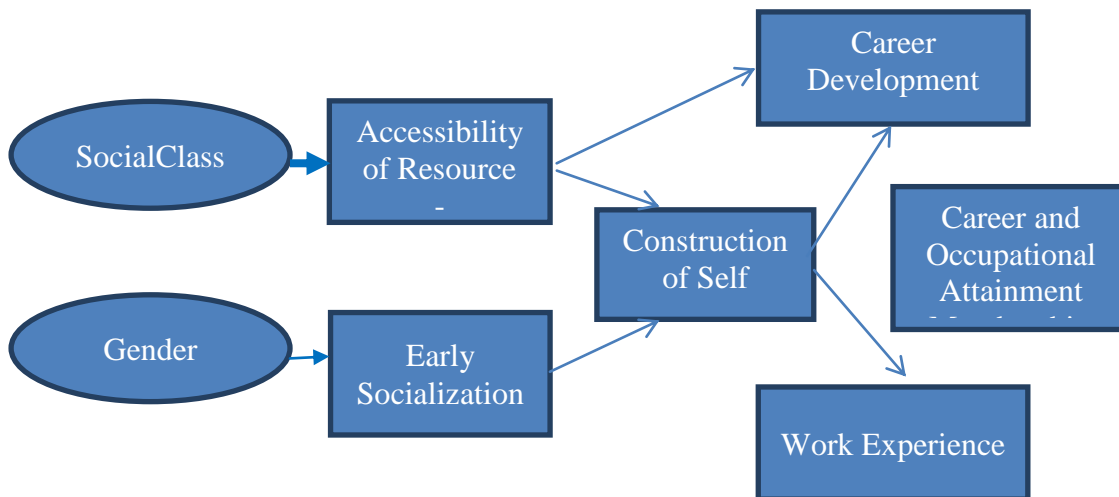 Career
Development
SocialClass
Accessibility
of Resource
-
Construction
of Self
Career and
Occupational
Attainment
Gender
Early
Socialization
Work Experience